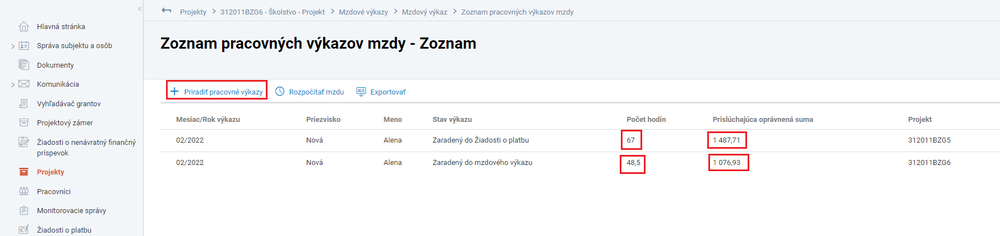 Hlavná stránka
Správa subjektu a osôb
Dokumenty
Komunikácia
Vyhľadávač grantov
Projektový zámer
Žiadosti o nenávratný finančný
príspevok
Projekty
Pracovníci
Monitorovacie správy
Žiadosti o platbu
Projekty > 312011BZG6 - Školstvo - Projekt > Mzdové výkazy > Mzdový výkaz > Zoznam pracovných výkazov mzdy
Zoznam pracovných výkazov mzdy - Zoznam
Priradiť pracovné výkazy Rozpočítať mzdu XLS Exportovať
Mesiac/Rok výkazu Priezvisko Meno Stav výkazu Počet hodín Prislúchajúca oprávnená suma Projekt
02/2022 Nová Alena Zaradený do Žiadosti o platbu 67 1 487,71 312011BZG5
02/2022 Nová Alena Zaradený do mzdového výkazu 48,5 1 076,93 312011BZG6